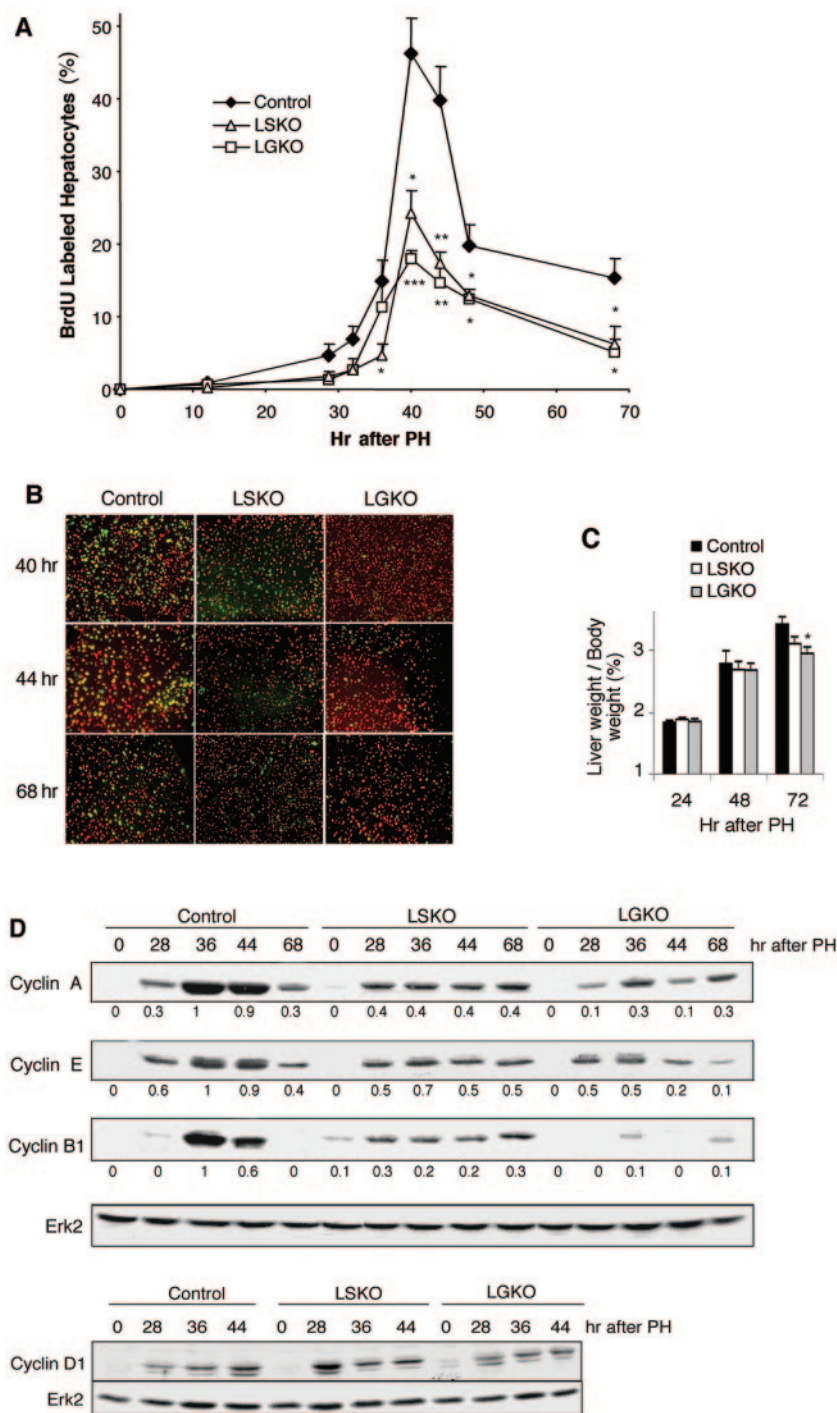 A
BrdU Labeled Hepatocytes (%)
50
40
30
20
10
0
Control
LSKO
LGKO
*
**
*
*
***
**
*
*
*
0 10 20 30 40 50 60 70
Hr after PH
B
Control LSKO LGKO
40 hr
44 hr
68 hr
C
Control
LSKO
LGKO
Liver weight / Body
weight (%)
3
2
1
*
24 48 72
Hr after PH
D
Control LSKO LGKO
0 28 36 44 68 0 28 36 44 68 0 28 36 44 68 hr after PH
Cyclin A
0 0.3 1 0.9 0.3 0 0.4 0.4 0.4 0.4 0 0.1 0.3 0.1 0.3
Cyclin E
0 0.6 1 0.9 0.4 0 0.5 0.7 0.5 0.5 0 0.5 0.5 0.2 0.1
Cyclin B1
0 0 1 0.6 0 0.1 0.3 0.2 0.2 0.3 0 0 0.1 0 0.1
Erk2
Control LSKO LGKO
0 28 36 44 0 28 36 44 0 28 36 44 hr after PH
Cyclin D1
Erk2